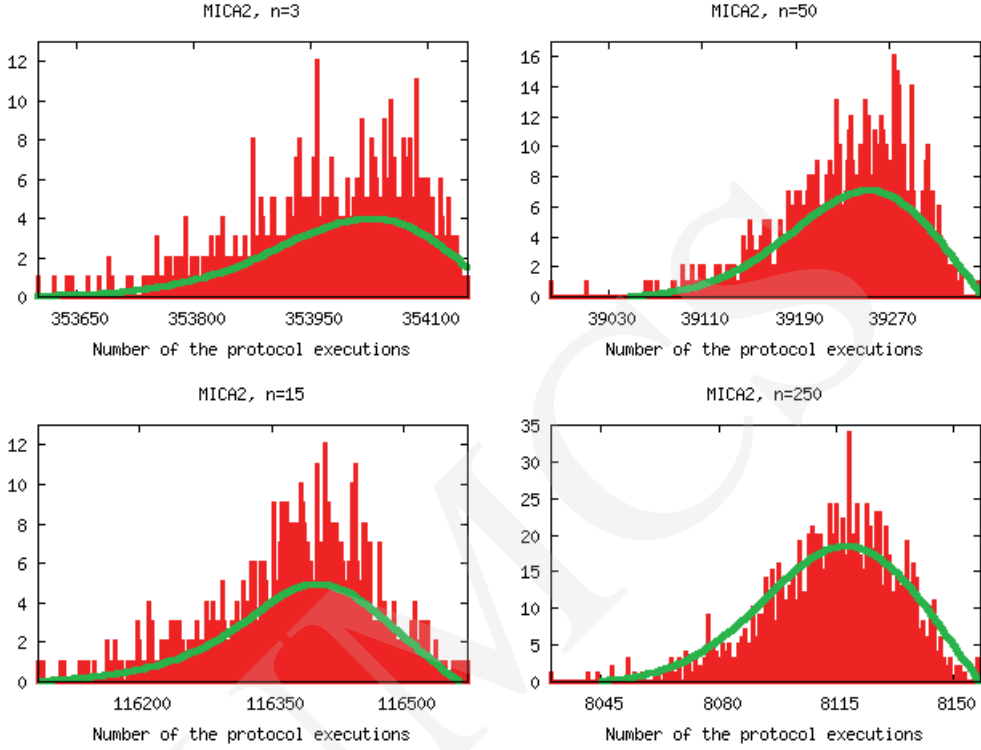 MICA2, n=3
12
10
8
6
4
2
0
353650 353800 353950 354100
Number of the protocol executions
MICA2, n=50
16
14
12
10
8
6
4
2
0
39030 39110 39190 39270
Number of the protocol executions
MICA2, n=15
12
10
8
6
4
2
0
116200 116350 116500
Number of the protocol executions
MICA2, n=250
35
30
25
20
15
10
5
0
8045 8080 8115 8150
Number of the protocol executions
UMCS